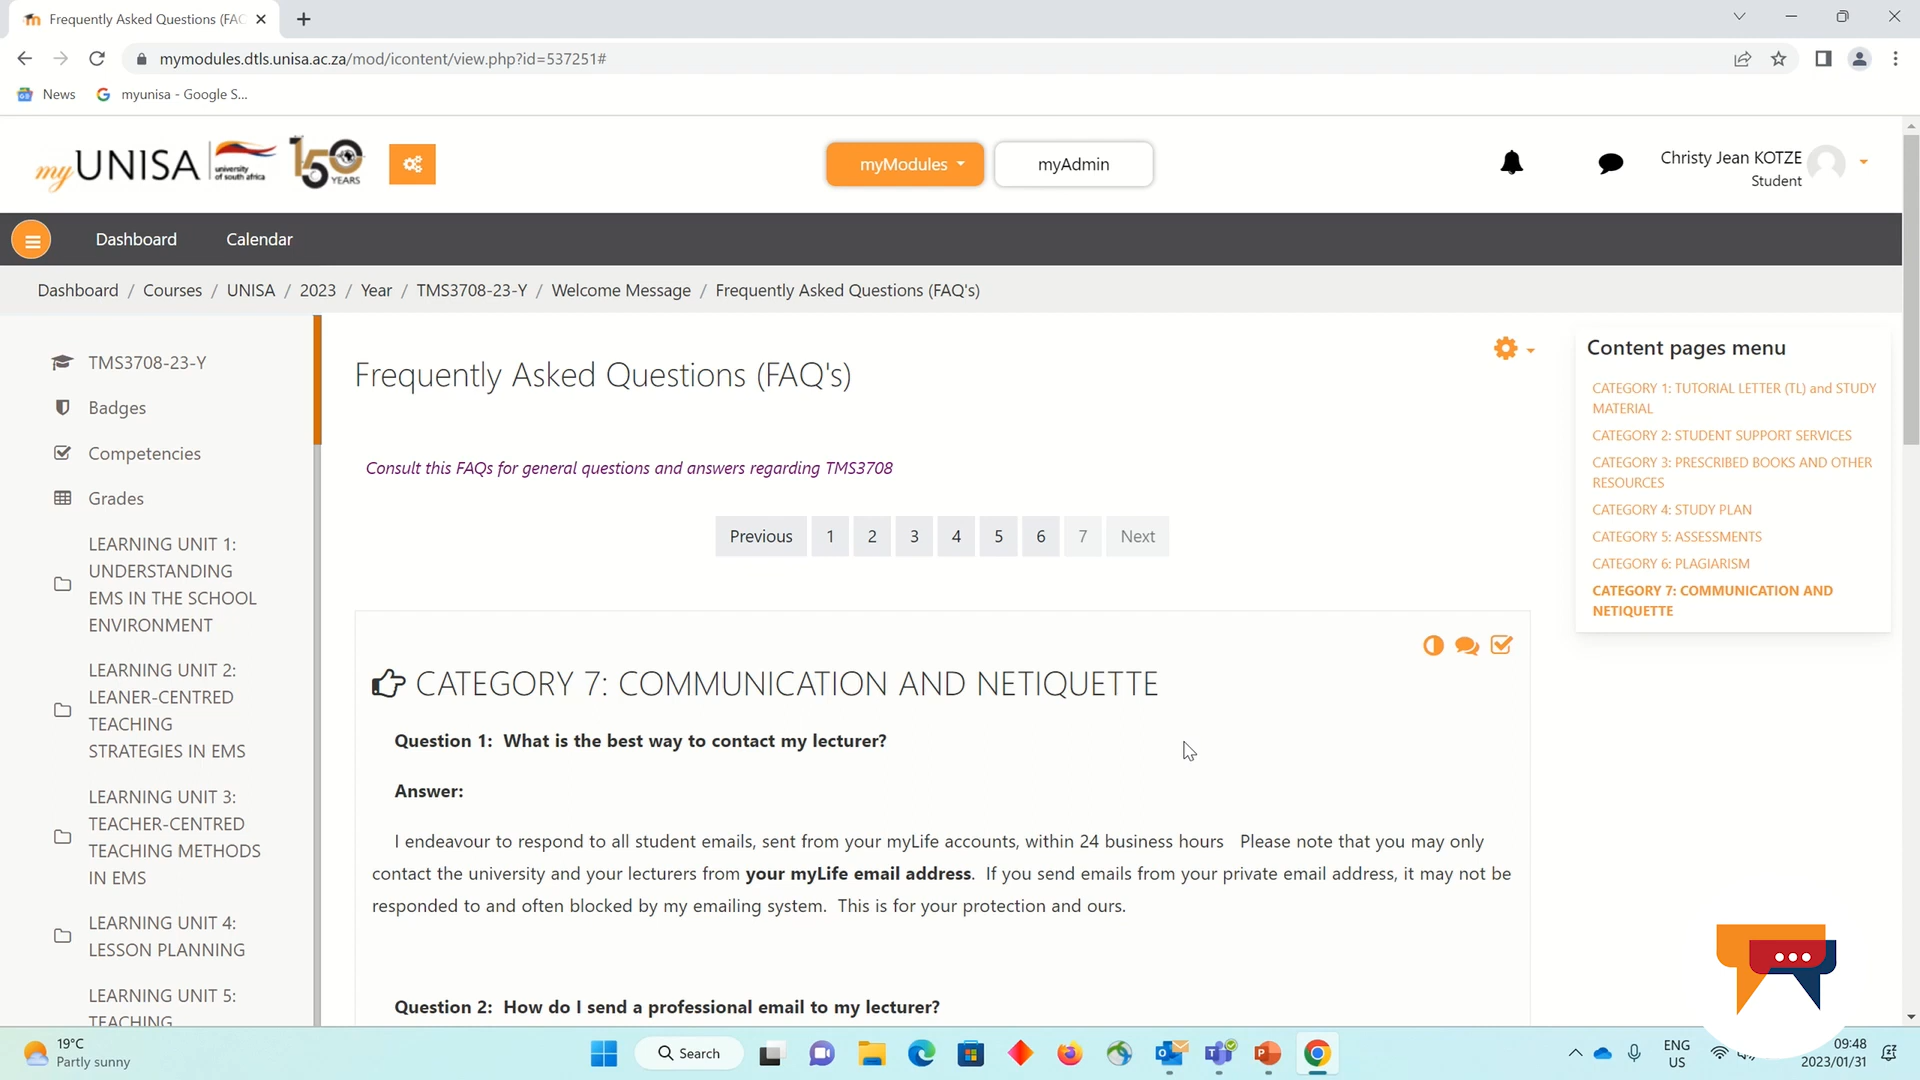 Frequently Asked Questions (FAQ
mymodules.dtls.unisa.ac.za/mod/icontent/view.php?id=537251#
News
myunisa - Google S...
myUNISA
university
of south africa
150
YEARS
myModules
myAdmin
Christy Jean KOTZE
Student
Dashboard
Calendar
Dashboard / Courses / UNISA / 2023 / Year / TMS3708-23-Y / Welcome Message / Frequently Asked Questions (FAQ's)
TMS3708-23-Y
Badges
Competencies
Grades
LEARNING UNIT 1:
UNDERSTANDING
EMS IN THE SCHOOL
ENVIRONMENT
LEARNING UNIT 2:
LEANER-CENTRED
TEACHING
STRATEGIES IN EMS
LEARNING UNIT 3:
TEACHER-CENTRED
TEACHING METHODS
IN EMS
LEARNING UNIT 4:
LESSON PLANNING
LEARNING UNIT 5:
TEACHING
Frequently Asked Questions (FAQ's)
Consult this FAQs for general questions and answers regarding TMS3708
Previous 1 2 3 4 5 6 7 Next
CATEGORY 7: COMMUNICATION AND NETIQUETTE
Question 1: What is the best way to contact my lecturer?
Answer:
I endeavour to respond to all student emails, sent from your myLife accounts, within 24 business hours Please note that you may only
contact the university and your lecturers from your myLife email address. If you send emails from your private email address, it may not be
responded to and often blocked by my emailing system. This is for your protection and ours.
Question 2: How do I send a professional email to my lecturer?
Content pages menu
CATEGORY 1: TUTORIAL LETTER (TL) and STUDY
MATERIAL
CATEGORY 2: STUDENT SUPPORT SERVICES
CATEGORY 3: PRESCRIBED BOOKS AND OTHER
RESOURCES
CATEGORY 4: STUDY PLAN
CATEGORY 5: ASSESSMENTS
CATEGORY 6: PLAGIARISM
CATEGORY 7: COMMUNICATION AND
NETIQUETTE
19°C
Partly sunny
Search
ENG
US
09:48
2023/01/31